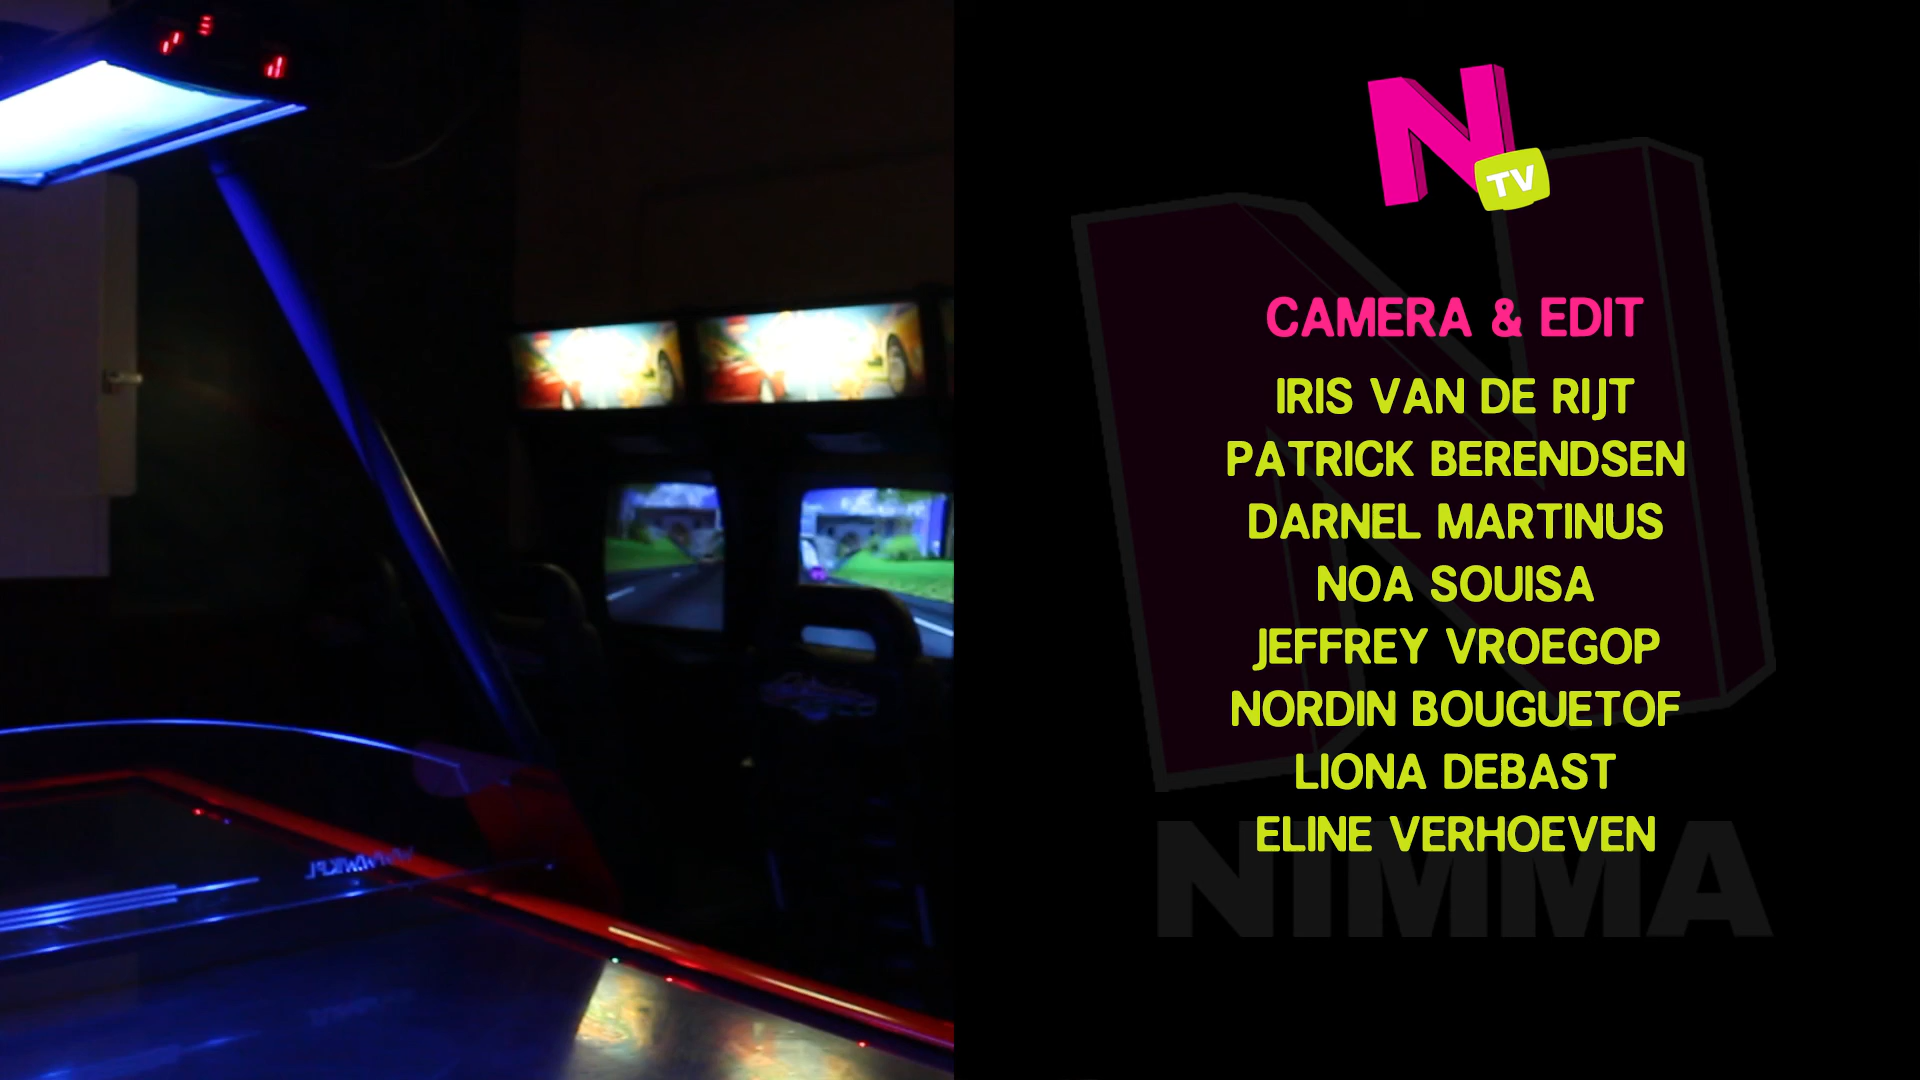 N
TV
CAMERA & EDIT
IRIS VAN DE RIJT
PATRICK BERENDSEN
DARNEL MARTINUS
NOA SOUISA
JEFFREY VROEGOP
NORDIN BOUGUETOF
LIONA DEBAST
ELINE VERHOEVEN
NIMMA